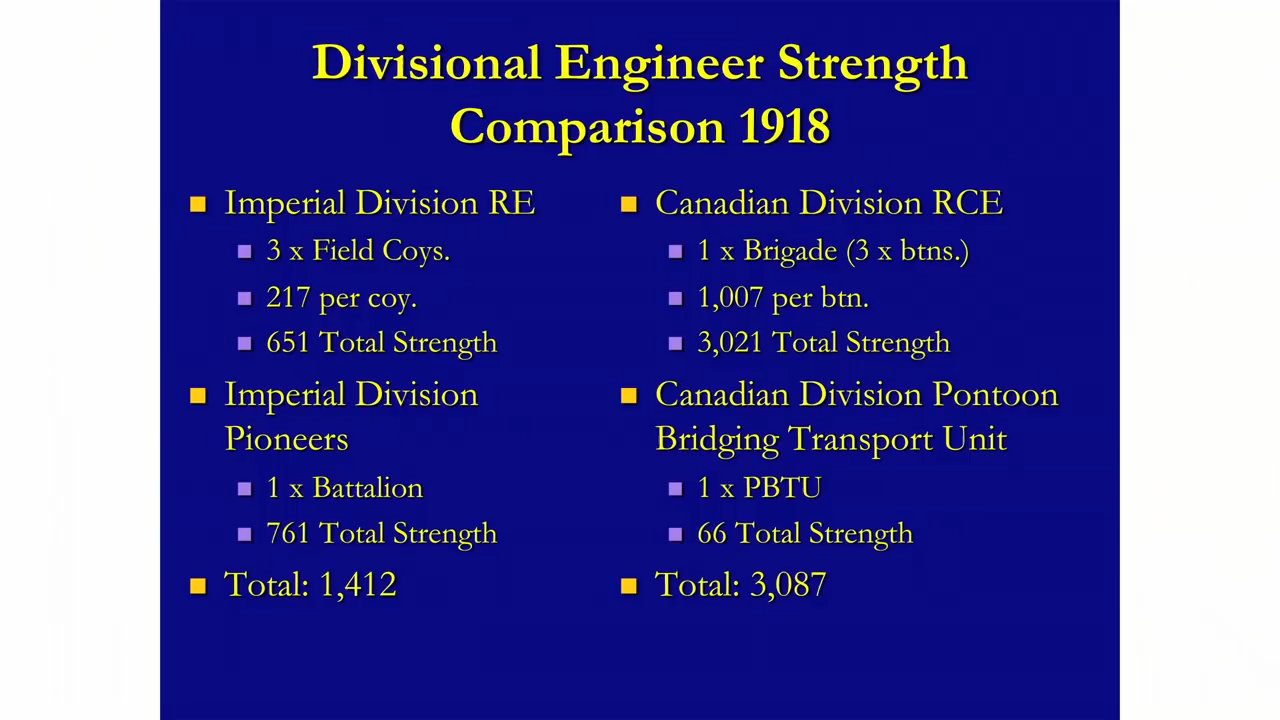 Divisional Engineer Strength
Comparison 1918
Imperial Division RE
3 x Field Coys.
217 per coy.
651 Total Strength
Imperial Division
Pioneers
1 x Battalion
761 Total Strength
Total: 1,412
Canadian Division RCE
1 x Brigade (3 x btns.)
1,007 per btn.
3,021 Total Strength
Canadian Division Pontoon
Bridging Transport Unit
1 x PBTU
66 Total Strength
Total: 3,087